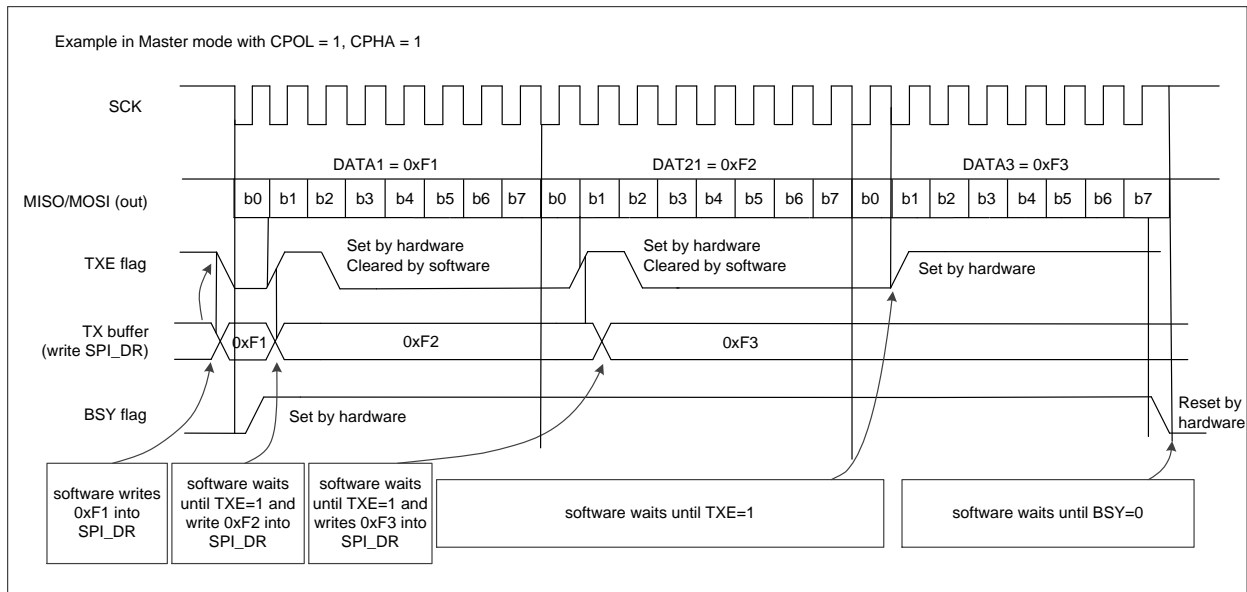 Example in Master mode with CPOL = 1, CPHA = 1
SCK
DATA1 = 0xF1
DAT21 = 0xF2
DATA3 = 0xF3
MISO/MOSI (out)
b0 b1 b2 b3 b4 b5 b6 b7 b0 b1 b2 b3 b4 b5 b6 b7 b0 b1 b2 b3 b4 b5 b6 b7
TXE flag
Set by hardware
Cleared by software
Set by hardware
Cleared by software
Set by hardware
TX buffer
(write SPI_DR)
0xF1
0xF2
0xF3
BSY flag
Set by hardware
Reset by
hardware
software writes
0xF1 into
SPI_DR
software waits
until TXE=1 and
write 0xF2 into
SPI_DR
software waits
until TXE=1 and
writes 0xF3 into
SPI_DR
software waits until TXE=1
software waits until BSY=0